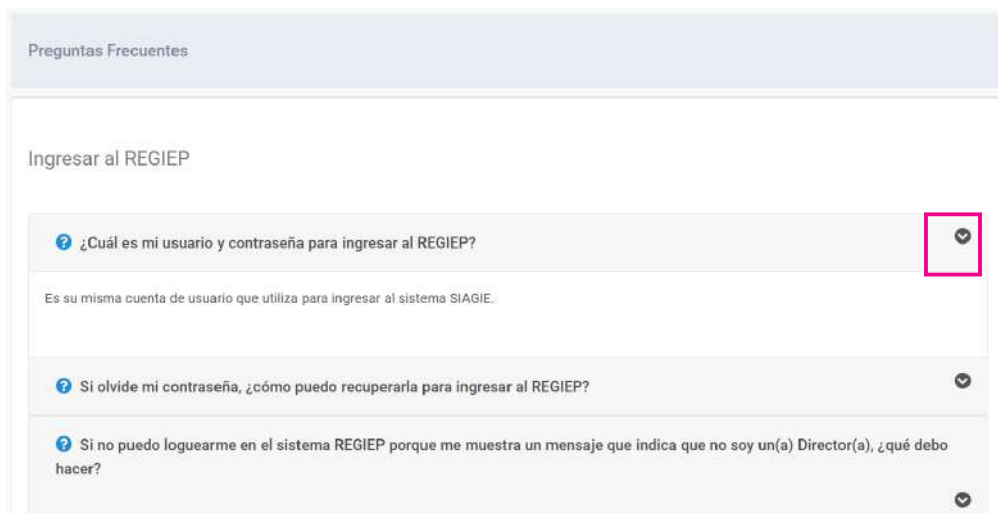 Preguntas Frecuentes
Ingresar al REGIEP
¿Cuál es mi usuario y contraseña para ingresar al REGIEP?
Es su misma cuenta de usuario que utiliza para ingresar al sistema SIAGIE.
Si olvide mi contraseña, ¿cómo puedo recuperarla para ingresar al REGIEP?
Si no puedo loguearme en el sistema REGIEP porque me muestra un mensaje que indica que no soy un(a) Director(a), ¿qué debo
hacer?